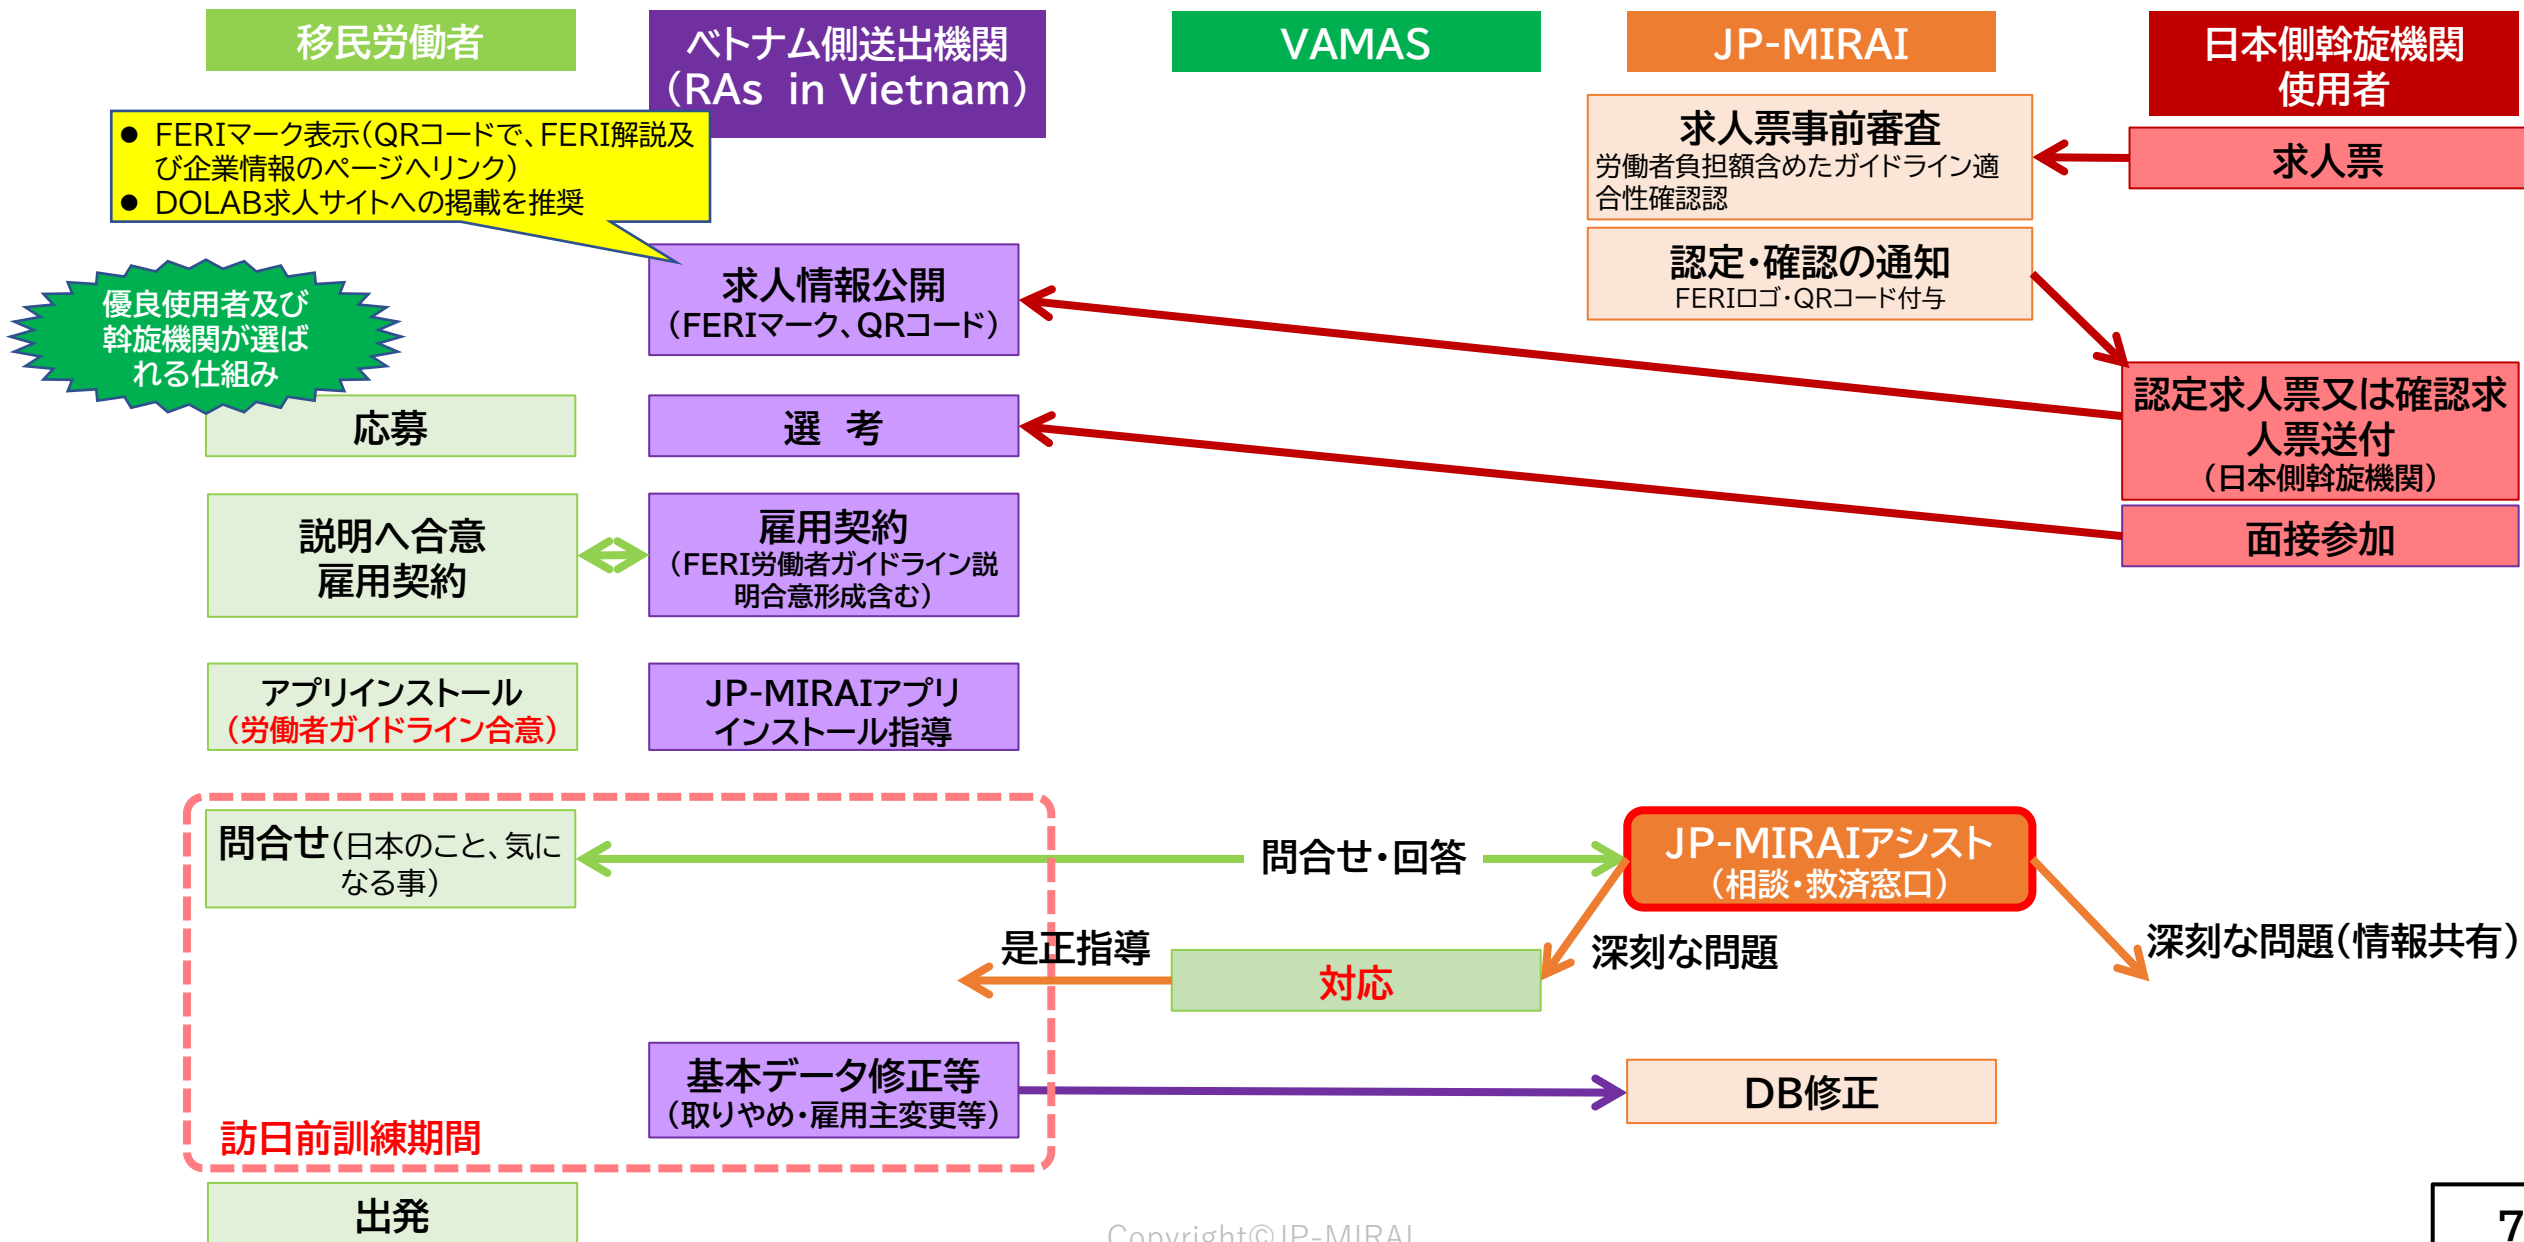 移民労働者
ベトナム側送出機関
（RAs in Vietnam）
VAMAS
JP-MIRAI
日本側斡旋機関
使用者
● FERIマーク表示(QRコードで、FERI解説及
び企業情報のページへリンク)
● DOLAB求人サイトへの掲載を推奨
求人票事前審査
労働者負担額含めたガイドライン適
合性確認認
求人票
優良使用者及び
斡旋機関が選ば
れる仕組み
求人情報公開
（FERIマーク、QRコード）
認定・確認の通知
FERIロゴ・QRコード付与
応募
選 考
認定求人票又は確認求
人票送付
（日本側斡旋機関）
説明へ合意
雇用契約
雇用契約
（FERI労働者ガイドライン説
明合意形成含む）
面接参加
アプリインストール
（労働者ガイドライン合意）
JP-MIRAIアプリ
インストール指導
問合せ(日本のこと、気に
なる事）
問合せ・回答
JP-MIRAIアシスト
（相談・救済窓口）
是正指導
対応
深刻な問題
深刻な問題(情報共有)
基本データ修正等
（取りやめ・雇用主変更等）
DB修正
訪日前訓練期間
出発
Copyright©JP-MIRAI
7